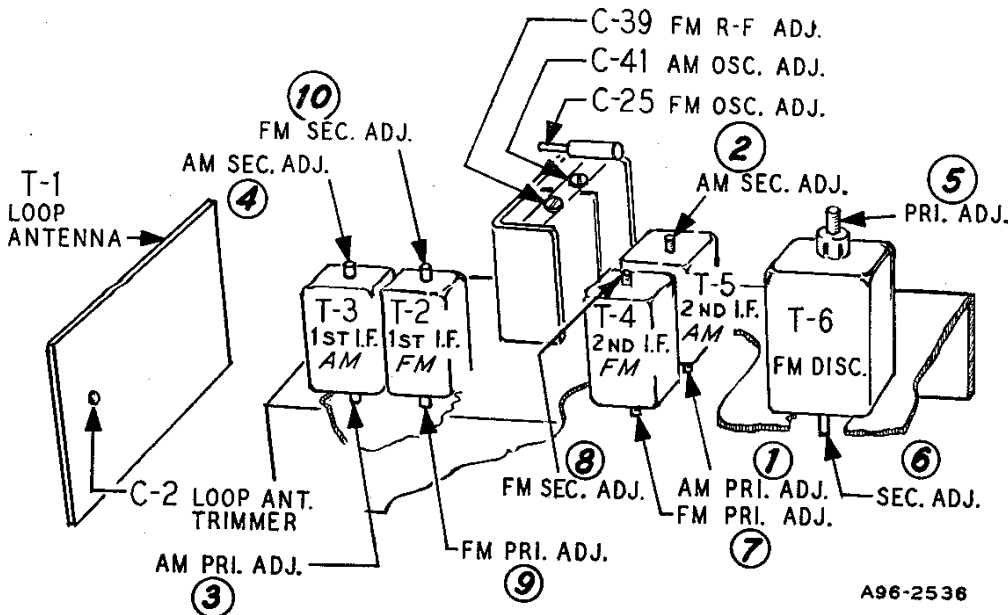 C-39 FM R-F ADJ.
C-41 AM OSC. ADJ.
C-25 FM OSC. ADJ.
10
FM SEC. ADJ.
AM SEC. ADJ.
4
2
AM SEC. ADJ.
5
PRI. ADJ.
T-1
LOOP
ANTENNA
T-3
1ST I.F.
AM
T-2
1ST I.F.
FM
T-4
2ND I.F.
FM
T-5
2ND I.F.
AM
T-6
FM DISC.
C-2 LOOP ANT.
TRIMMER
8
FM SEC. ADJ.
1
AM PRI. ADJ.
FM PRI. ADJ.
7
6
SEC. ADJ.
AM PRI. ADJ.
3
FM PRI. ADJ.
9
A96-2536